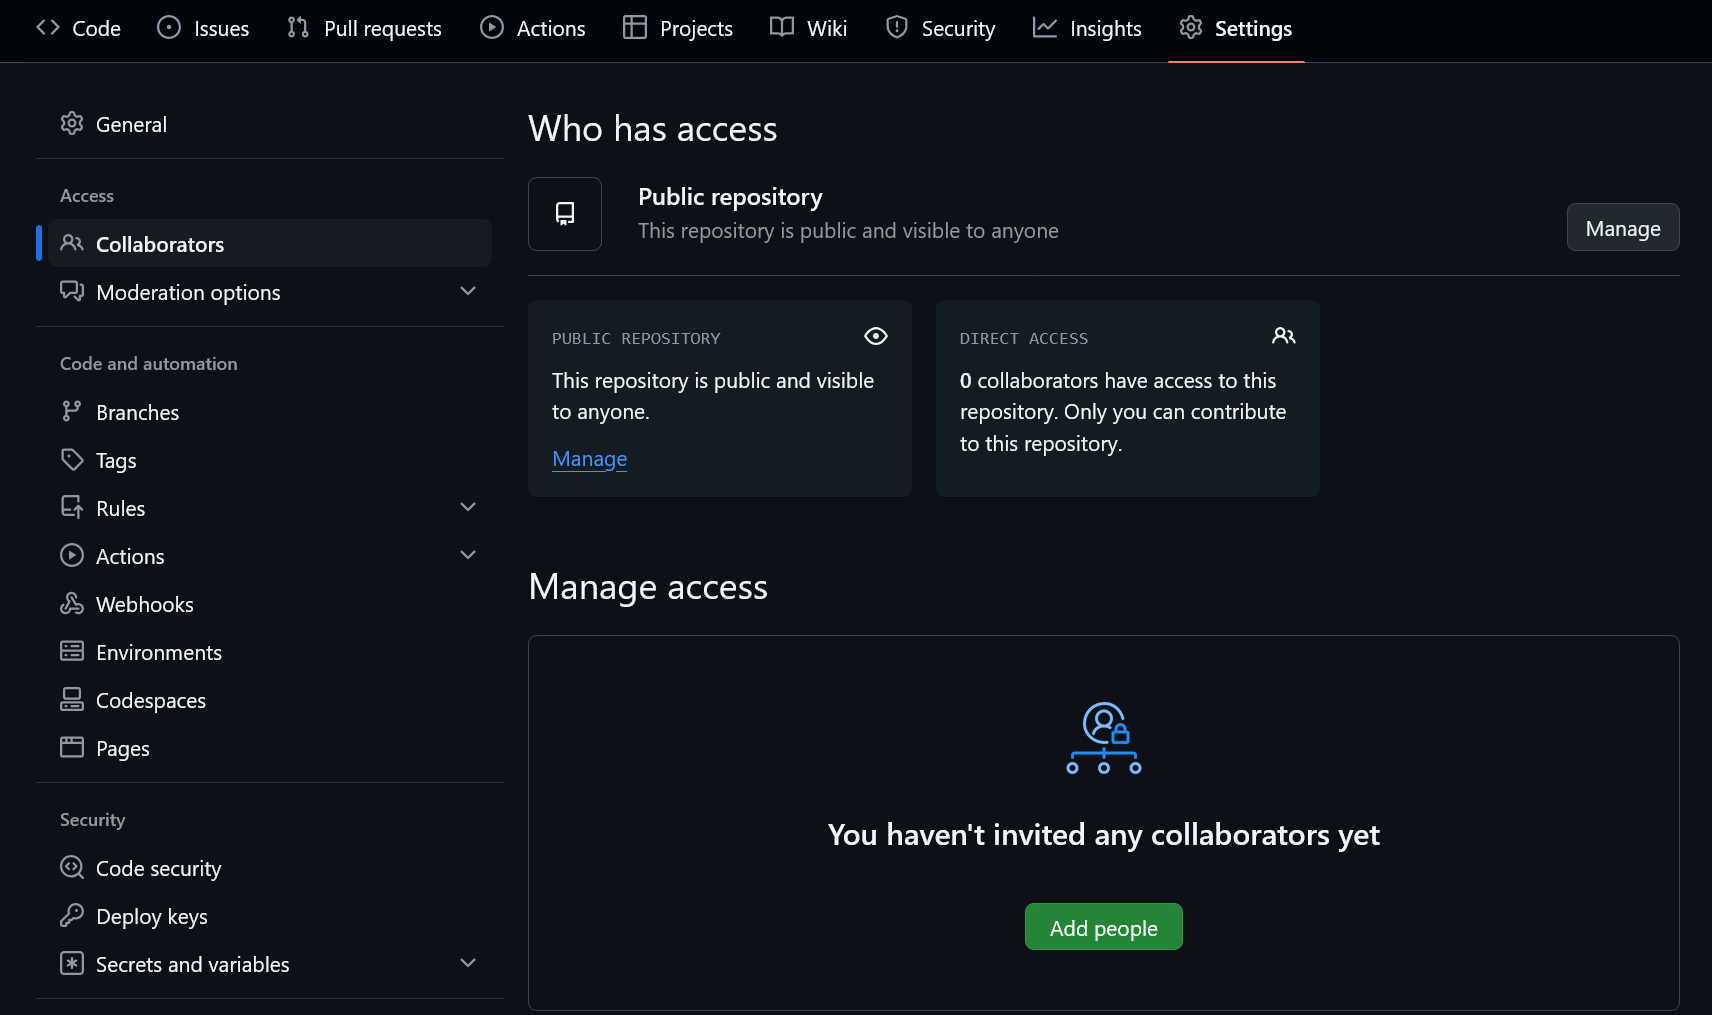 Code
Issues
Pull requests
Actions
Projects
Wiki
Security
Insights
Settings
General
Access
Collaborators
Moderation options
Code and automation
Branches
Tags
Rules
Actions
Webhooks
Environments
Codespaces
Pages
Security
Code security
Deploy keys
Secrets and variables
Who has access
Public repository
This repository is public and visible to anyone
Manage
PUBLIC REPOSITORY
This repository is public and visible
to anyone.
Manage
DIRECT ACCESS
0 collaborators have access to this
repository. Only you can contribute
to this repository.
Manage access
You haven't invited any collaborators yet
Add people